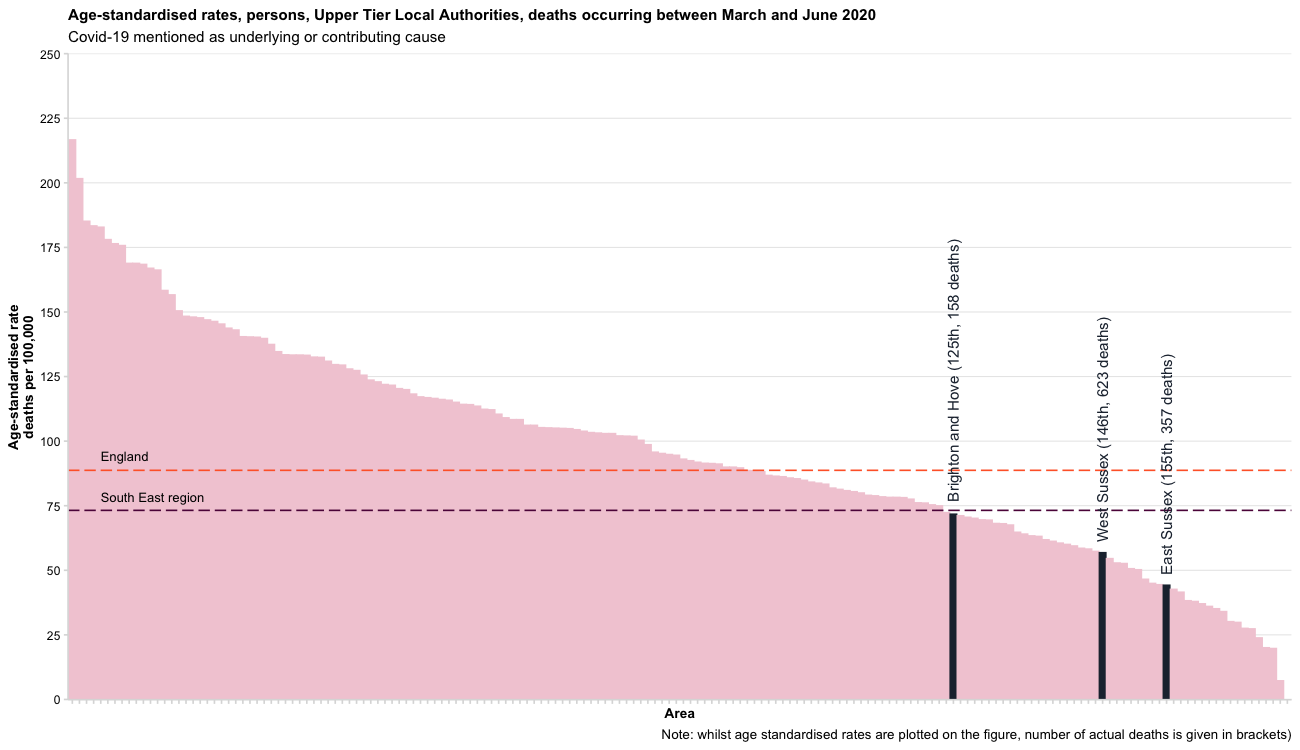 Age-standardised rates, persons, Upper Tier Local Authorities, deaths occurring between March and June 2020
Covid-19 mentioned as underlying or contributing cause
250
225
200
175
150
125
100
75
50
25
0
Age-standardised rate
deaths per 100,000
England
South East region
Brighton and Hove (125th, 158 deaths)
West Sussex (146th, 623 deaths)
East Sussex (155th, 357 deaths)
Area
Note: whilst age standardised rates are plotted on the figure, number of actual deaths is given in brackets)